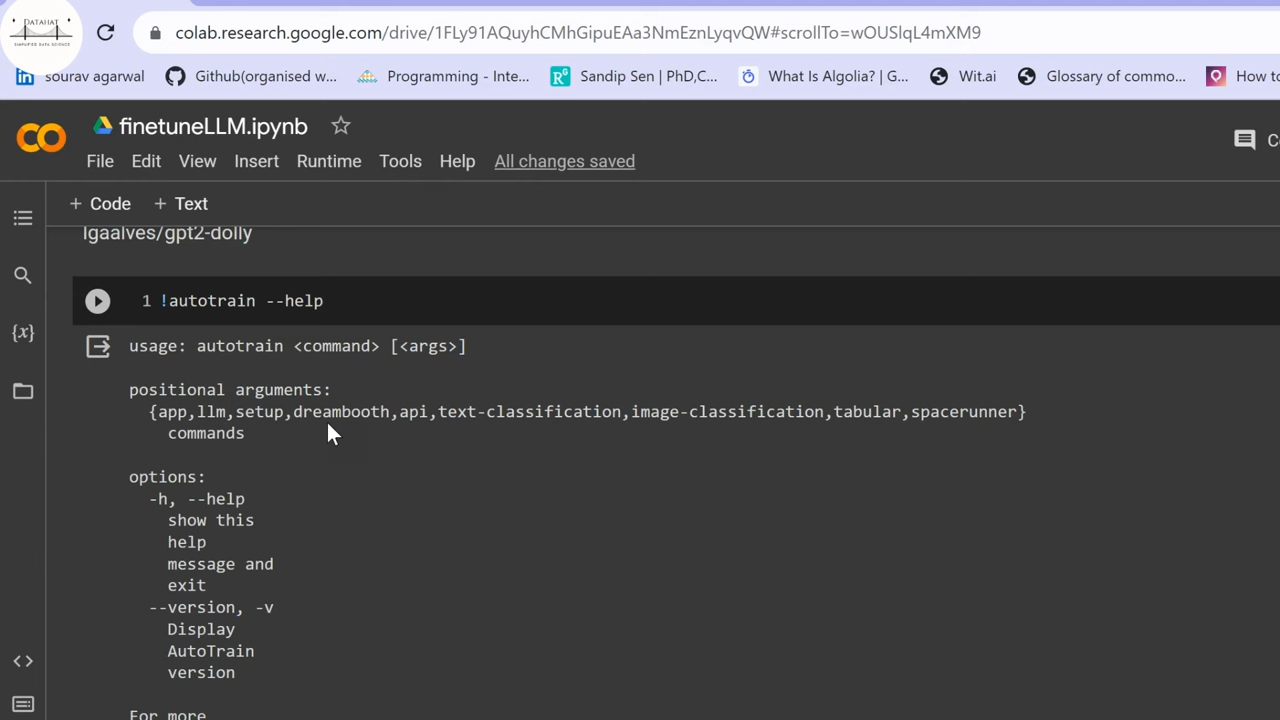 DATAHAT
SIMPLIFIED DATA SCIENCE
colab.research.google.com/drive/1FLy91AQuyhCMhGipuEAa3NmEznLyqvQW#scrollTo=wOUSlqL4mXM9
sourav agarwal Github(organised w... Programming - Inte... Sandip Sen | PhD,C... What Is Algolia? | G... Wit.ai Glossary of commo... How to
finetuneLLM.ipynb
File Edit View Insert Runtime Tools Help All changes saved
+ Code + Text
lgaalves/gpt2-dolly
1 !autotrain --help
usage: autotrain <command> [<args>]
positional arguments:
{app,llm,setup,dreambooth,api,text-classification,image-classification,tabular,spacerunner}
commands
options:
-h, --help
show this
help
message and
exit
--version, -v
Display
AutoTrain
version
For more